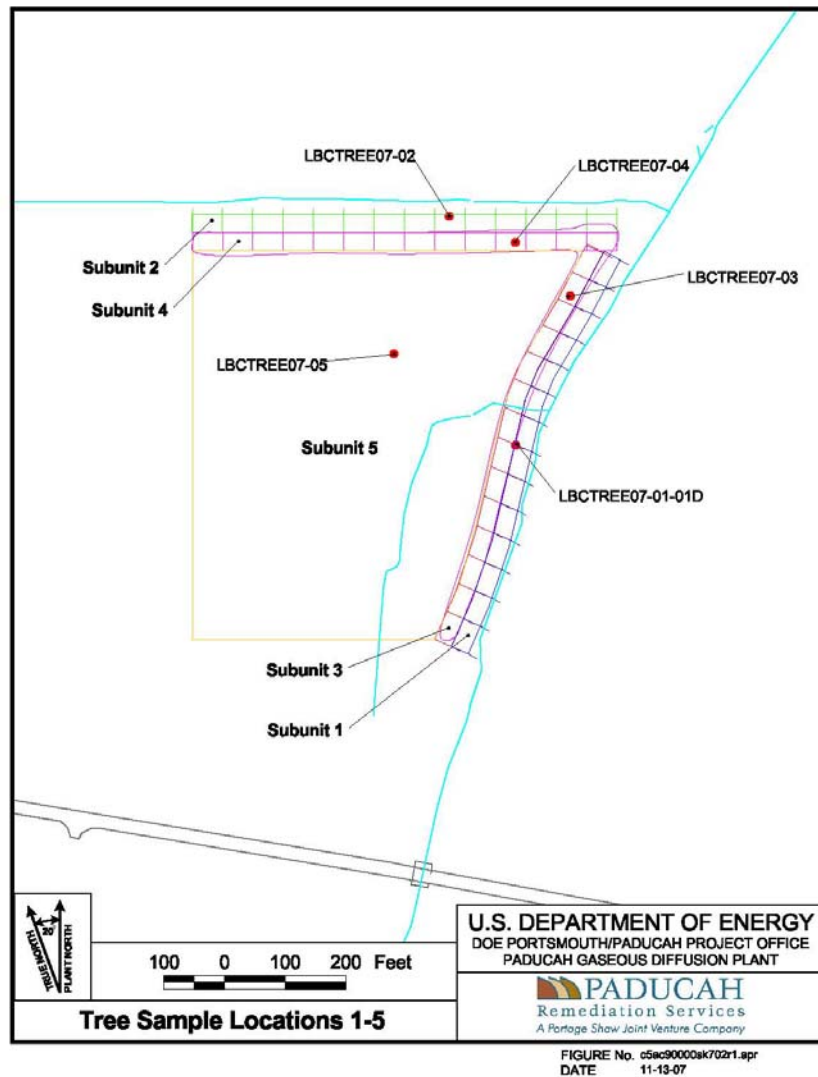 LBCTREE07-02
LBCTREE07-04
Subunit 2
Subunit 4
LBCTREE07-03
LBCTREE07-05
Subunit 5
LBCTREE07-01-01D
Subunit 3
Subunit 1
20
TRUE NORTH
PLANT NORTH
100 0 100 200 Feet
Tree Sample Locations 1-5
U.S. DEPARTMENT OF ENERGY
DOE PORTSMOUTH/PADUCAH PROJECT OFFICE
PADUCAH GASEOUS DIFFUSION PLANT
PADUCAH
Remediation Services
A Portage Shaw Joint Venture Company
FIGURE No. c5ac90000sk702r1.apr
DATE 11-13-07